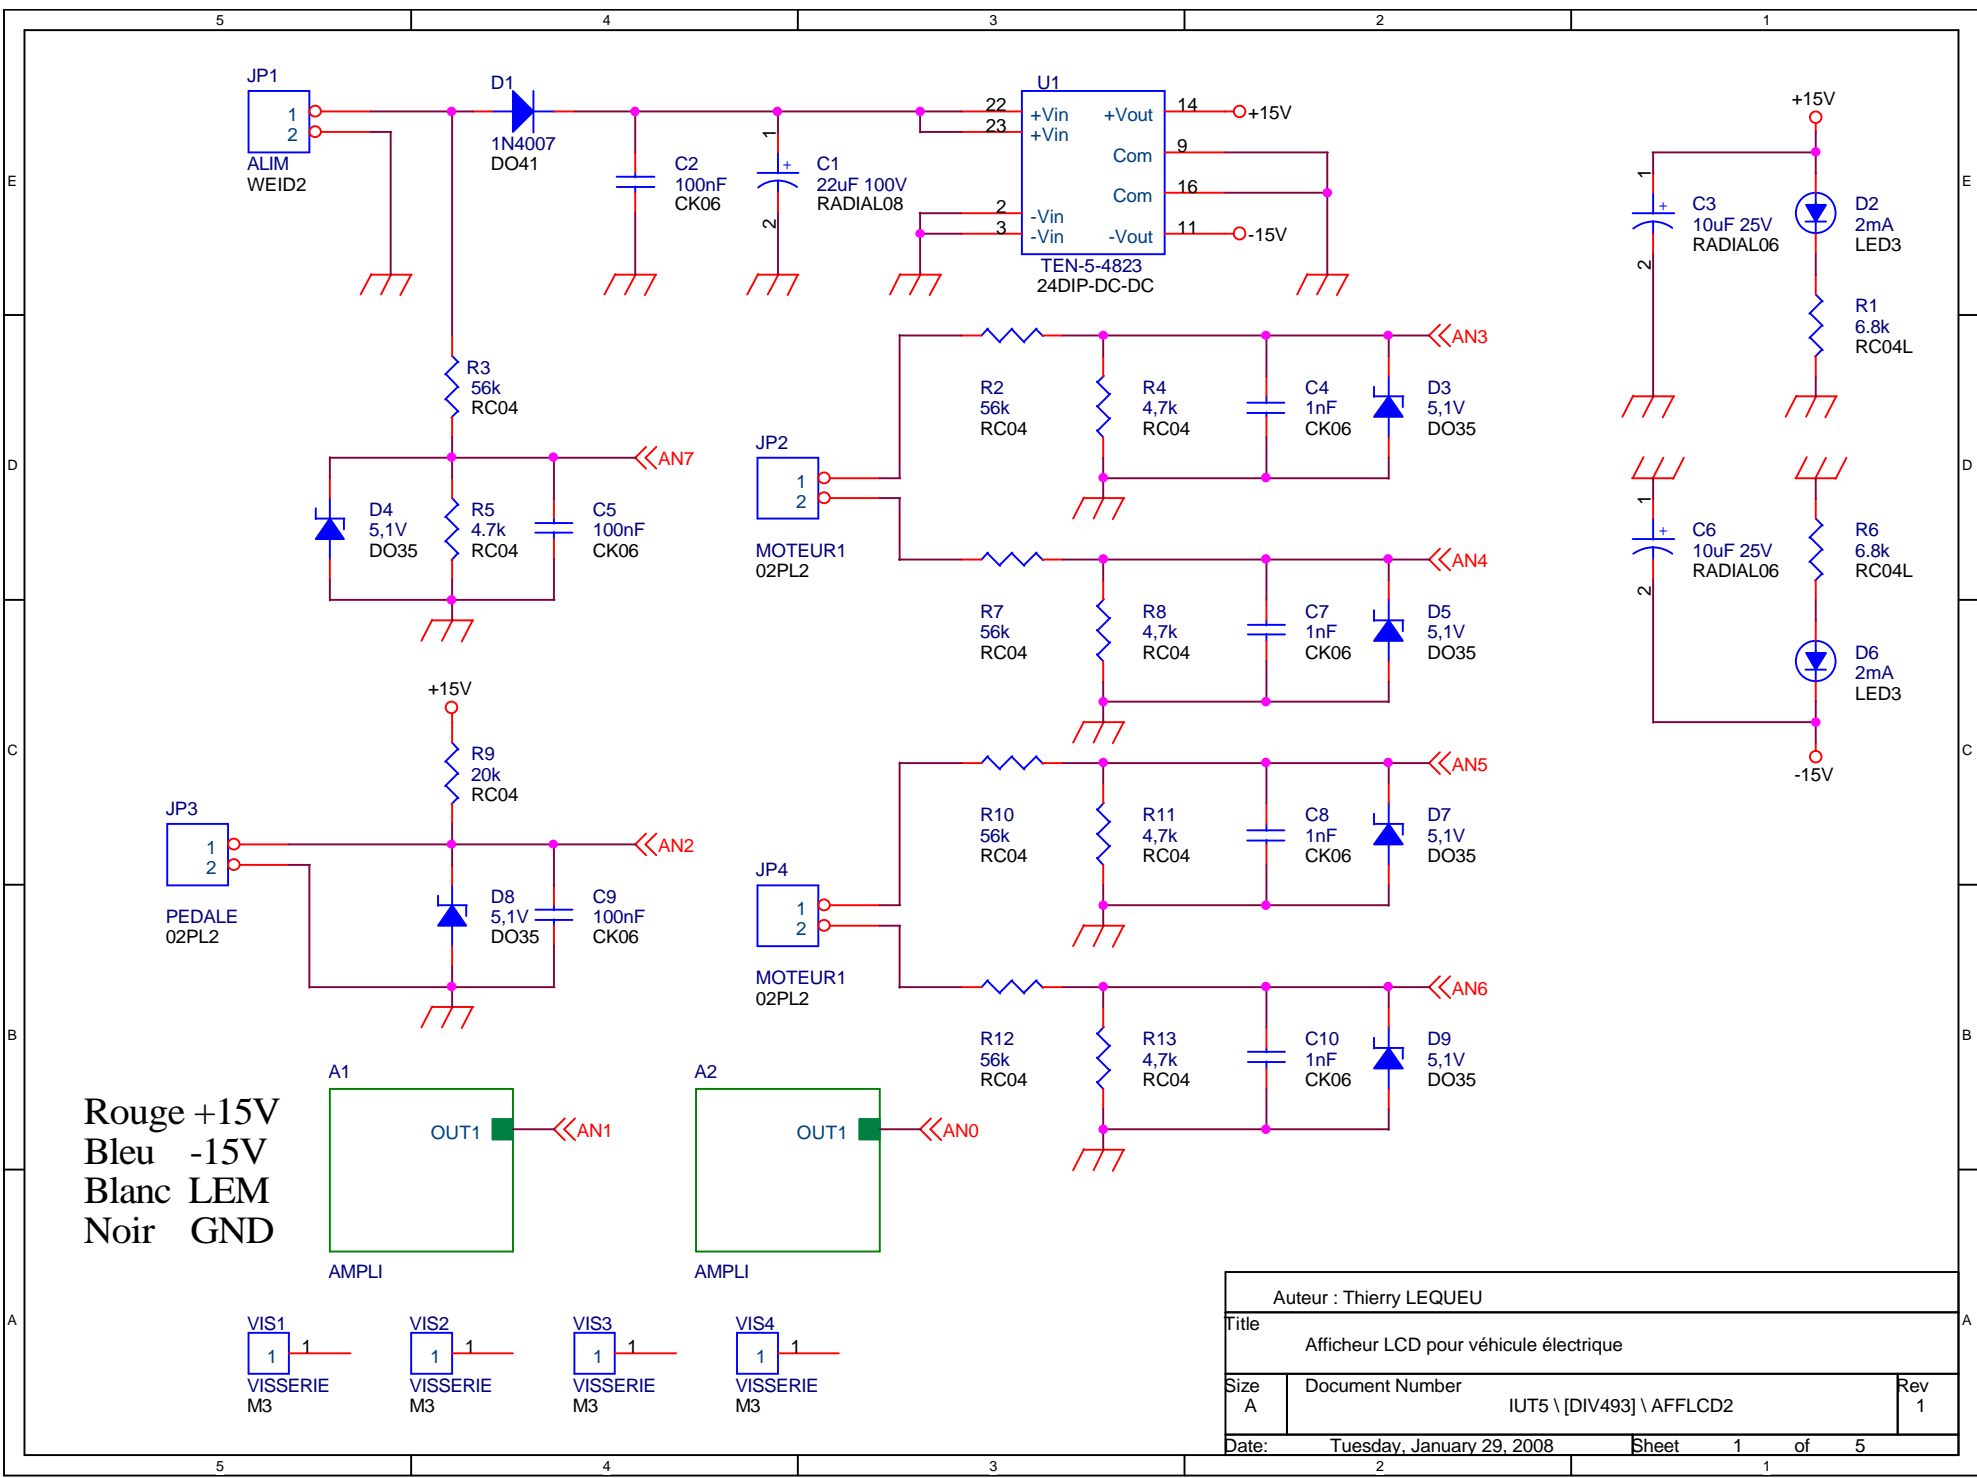 5 4 3 2 1
E
E
D
D
C
C
B
B
A
A
JP1
1
2
ALIM
WEID2
D1
1N4007
DO41
C2
100nF
CK06
1
2
C1
22uF 100V
RADIAL08
U1
22 +Vin
23 +Vin
2 -Vin
3 -Vin
+Vout 14 +15V
Com 9
Com 16
-Vout 11 -15V
TEN-5-4823
24DIP-DC-DC
+15V
1
2
C3
10uF 25V
RADIAL06
D2
2mA
LED3
R1
6.8k
RC04L
R3
56k
RC04
AN7
D4
5,1V
DO35
R5
4.7k
RC04
C5
100nF
CK06
JP2
1
2
MOTEUR1
02PL2
R2
56k
RC04
R4
4,7k
RC04
C4
1nF
CK06
D3
5,1V
DO35
AN3
R7
56k
RC04
R8
4,7k
RC04
C7
1nF
CK06
D5
5,1V
DO35
AN4
1
2
C6
10uF 25V
RADIAL06
R6
6.8k
RC04L
D6
2mA
LED3
-15V
+15V
R9
20k
RC04
JP3
1
2
PEDALE
02PL2
AN2
D8
5,1V
DO35
C9
100nF
CK06
JP4
1
2
MOTEUR1
02PL2
R10
56k
RC04
R11
4,7k
RC04
C8
1nF
CK06
D7
5,1V
DO35
AN5
R12
56k
RC04
R13
4,7k
RC04
C10
1nF
CK06
D9
5,1V
DO35
AN6
Rouge +15V
Bleu -15V
Blanc LEM
Noir GND
A1
OUT1
AN1
AMPLI
A2
OUT1
AN0
AMPLI
VIS1
1 1
VISSERIE
M3
VIS2
1 1
VISSERIE
M3
VIS3
1 1
VISSERIE
M3
VIS4
1 1
VISSERIE
M3
Auteur : Thierry LEQUEU
Title
Afficheur LCD pour véhicule électrique
Size
A
Document Number
IUT5 \ [DIV493] \ AFFLCD2
Rev
1
Date: Tuesday, January 29, 2008 Sheet 1 of 5
5 4 3 2 1